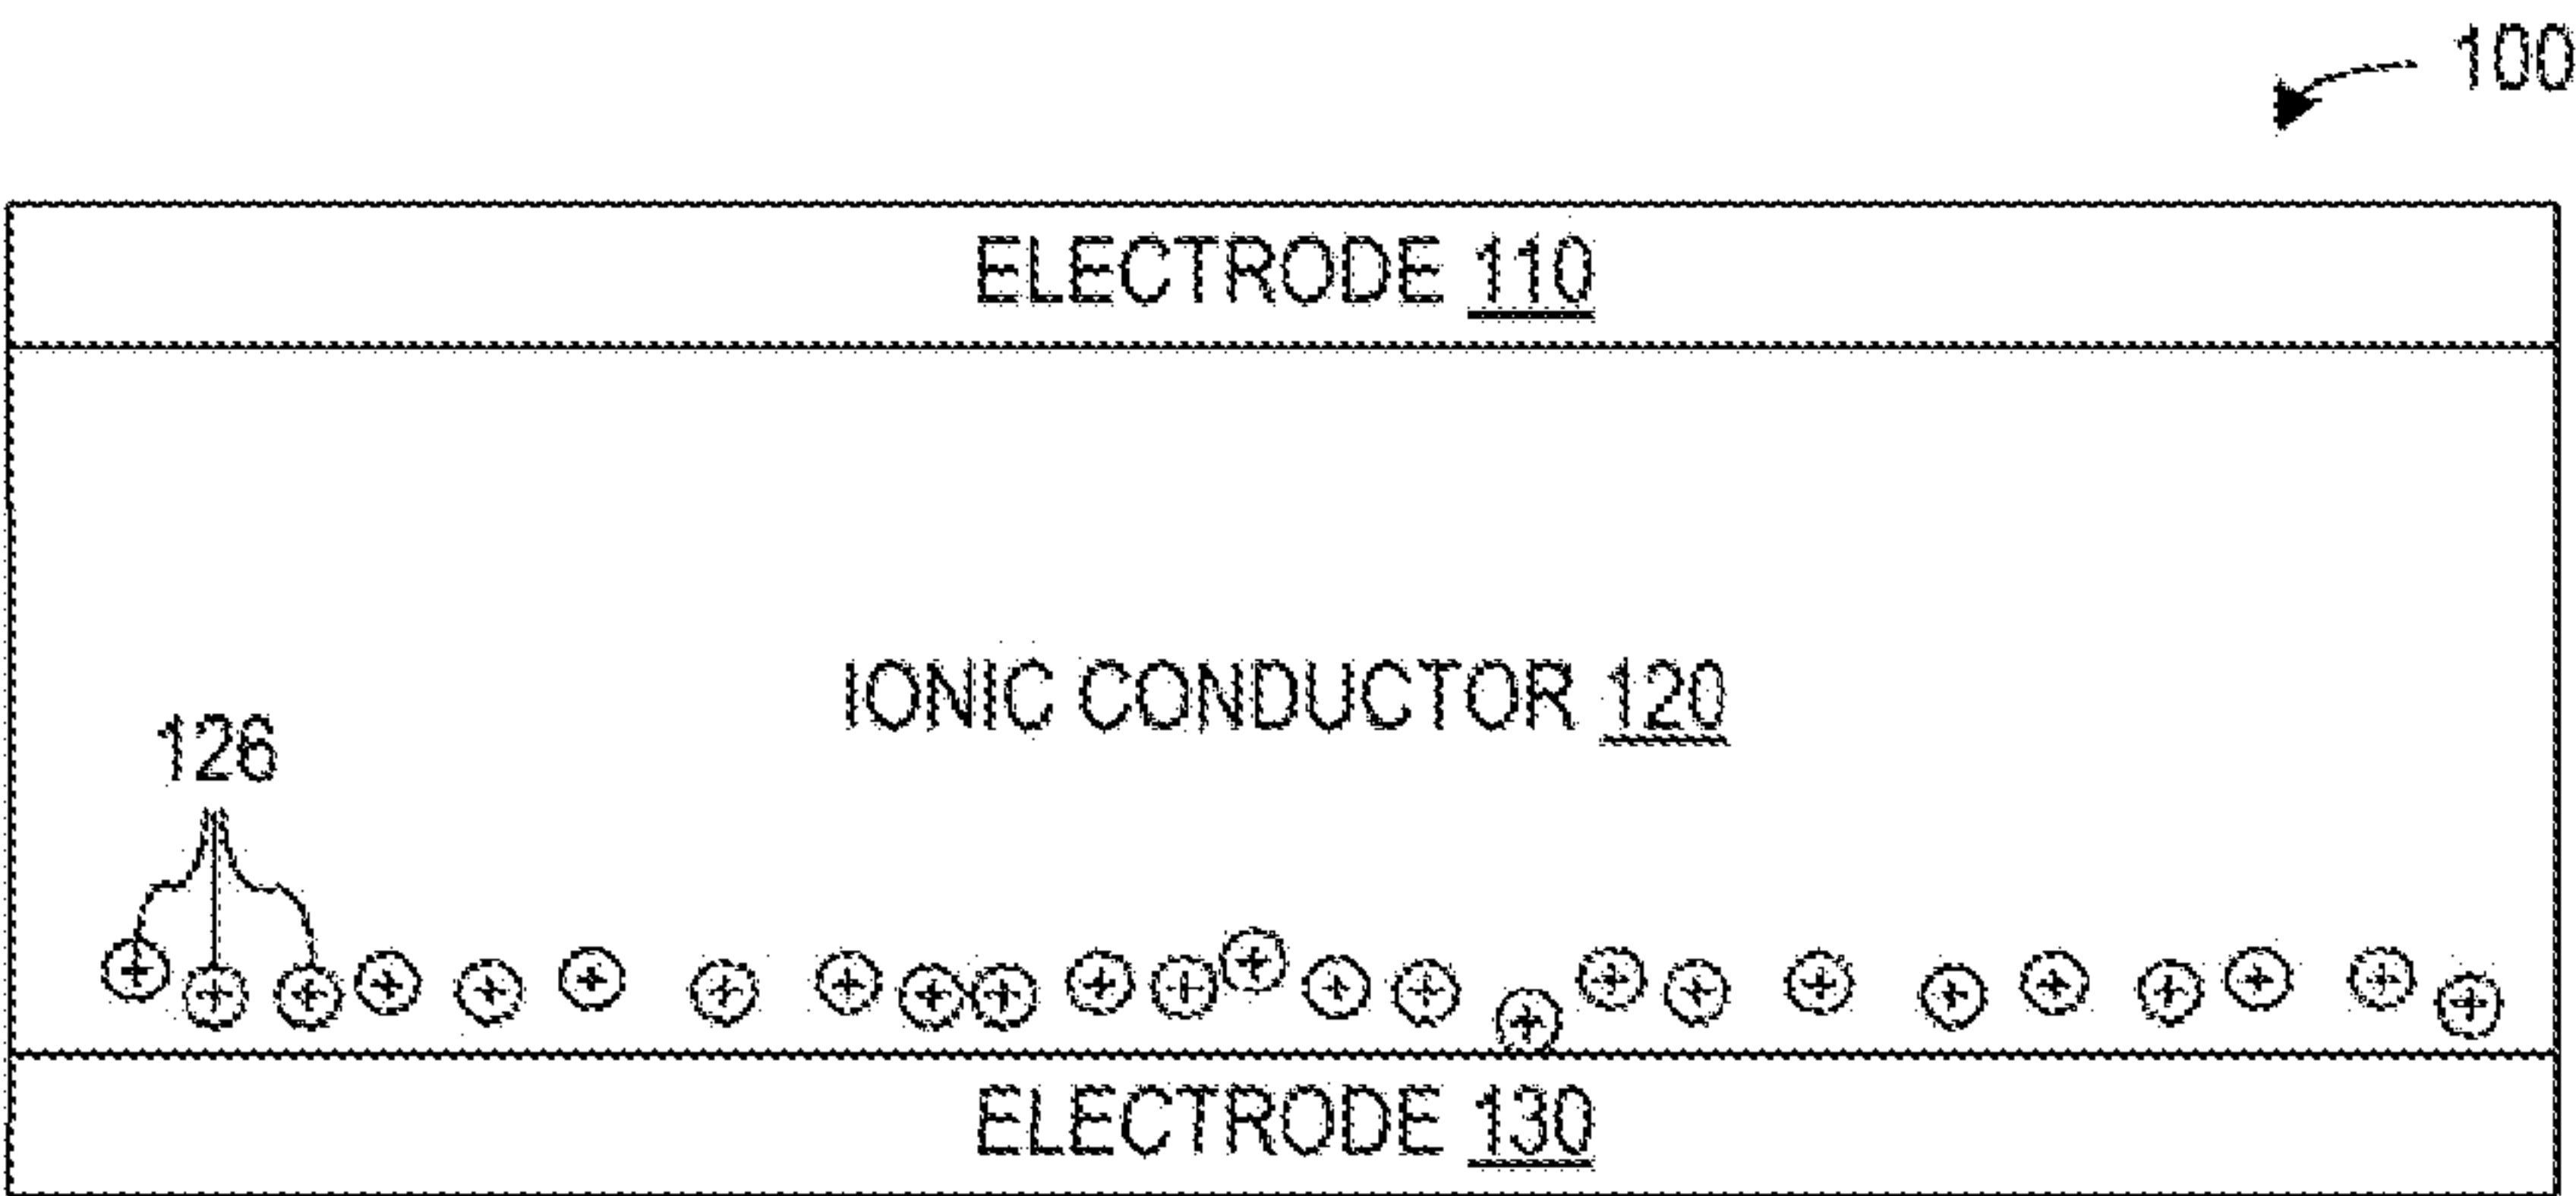 100
ELECTRODE 110
IONIC CONDUCTOR 120
126
ELECTRODE 130